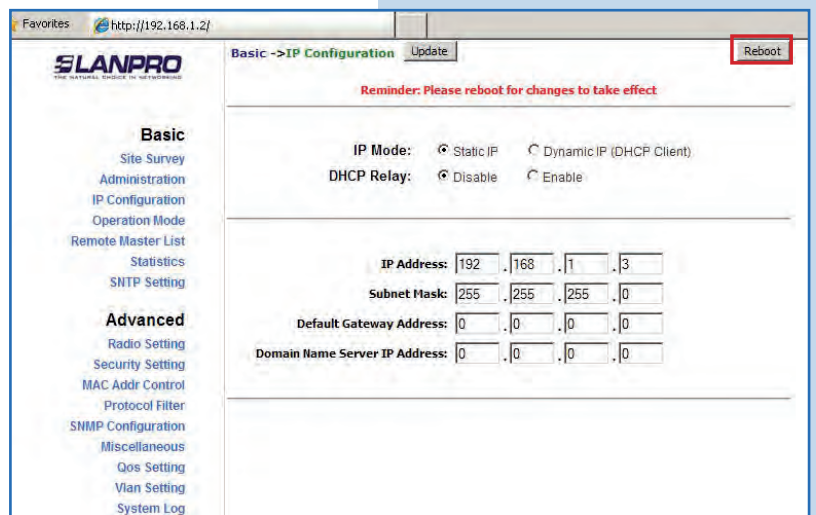 Favorites http://192.168.1.2/
LANPRO
THE NATURAL CHOICE IN NETWORKING
Basic ->IP Configuration Update Reboot
Reminder: Please reboot for changes to take effect
Basic
Site Survey
Administration
IP Configuration
Operation Mode
Remote Master List
Statistics
SNTP Setting
Advanced
Radio Setting
Security Setting
MAC Addr Control
Protocol Filter
SNMP Configuration
Miscellaneous
Qos Setting
Vlan Setting
System Log
IP Mode: Static IP Dynamic IP (DHCP Client)
DHCP Relay: Disable Enable
IP Address: 192 . 168 . 1 . 3
Subnet Mask: 255 . 255 . 255 . 0
Default Gateway Address: 0 . 0 . 0 . 0
Domain Name Server IP Address: 0 . 0 . 0 . 0